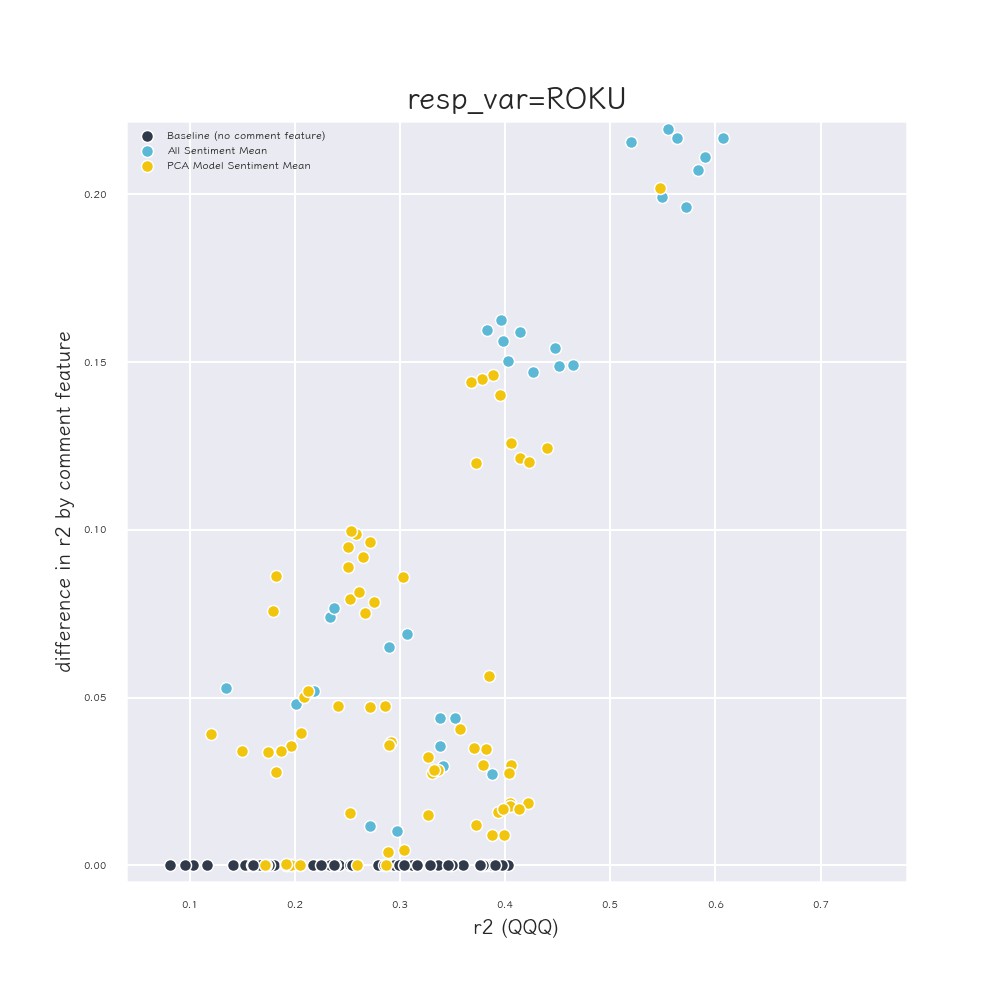 resp_var=ROKU
Baseline (no comment feature)
All Sentiment Mean
PCA Model Sentiment Mean
difference in r2 by comment feature
0.20
0.15
0.10
0.05
0.00
0.1 0.2 0.3 0.4 0.5 0.6 0.7
r2 (QQQ)